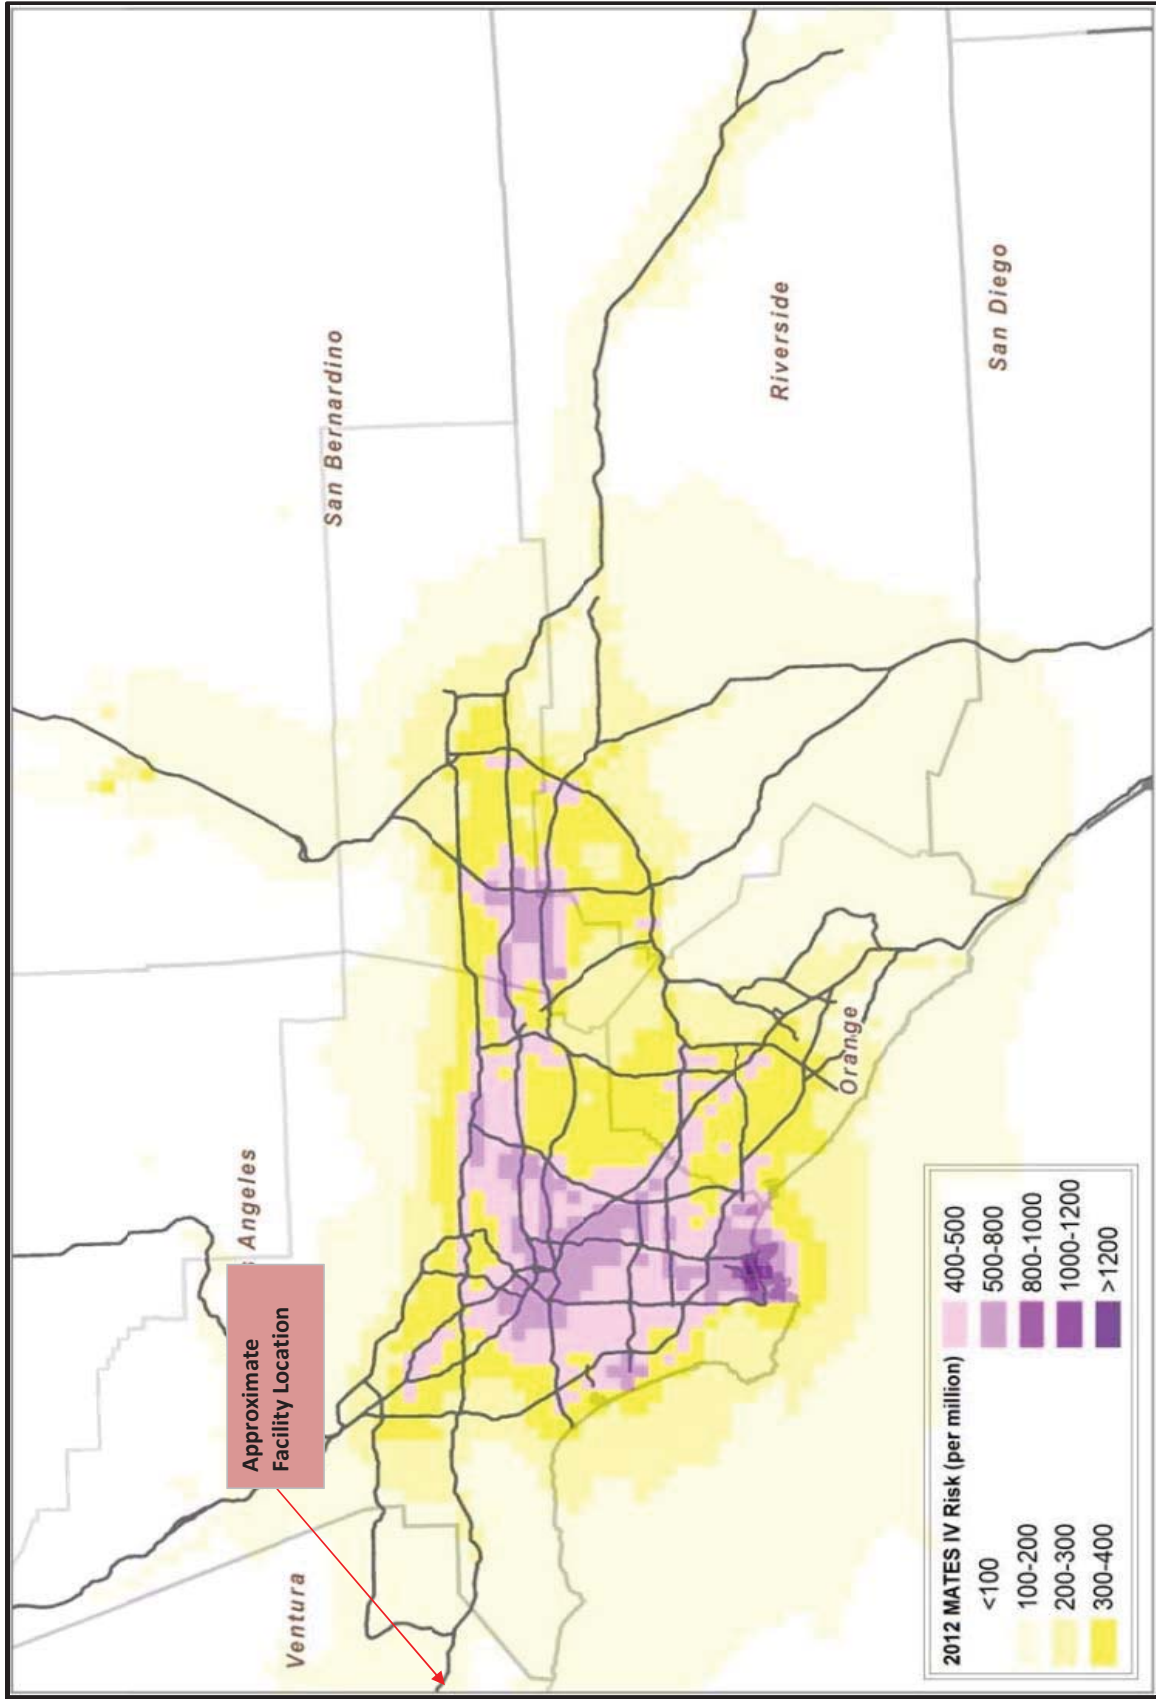 San Bernardino
s Angeles
Approximate
Facility Location
Ventura
Riverside
San Diego
Orange
2012 MATES IV Risk (per million)
<100
100-200
200-300
300-400
400-500
500-800
800-1000
1000-1200
>1200